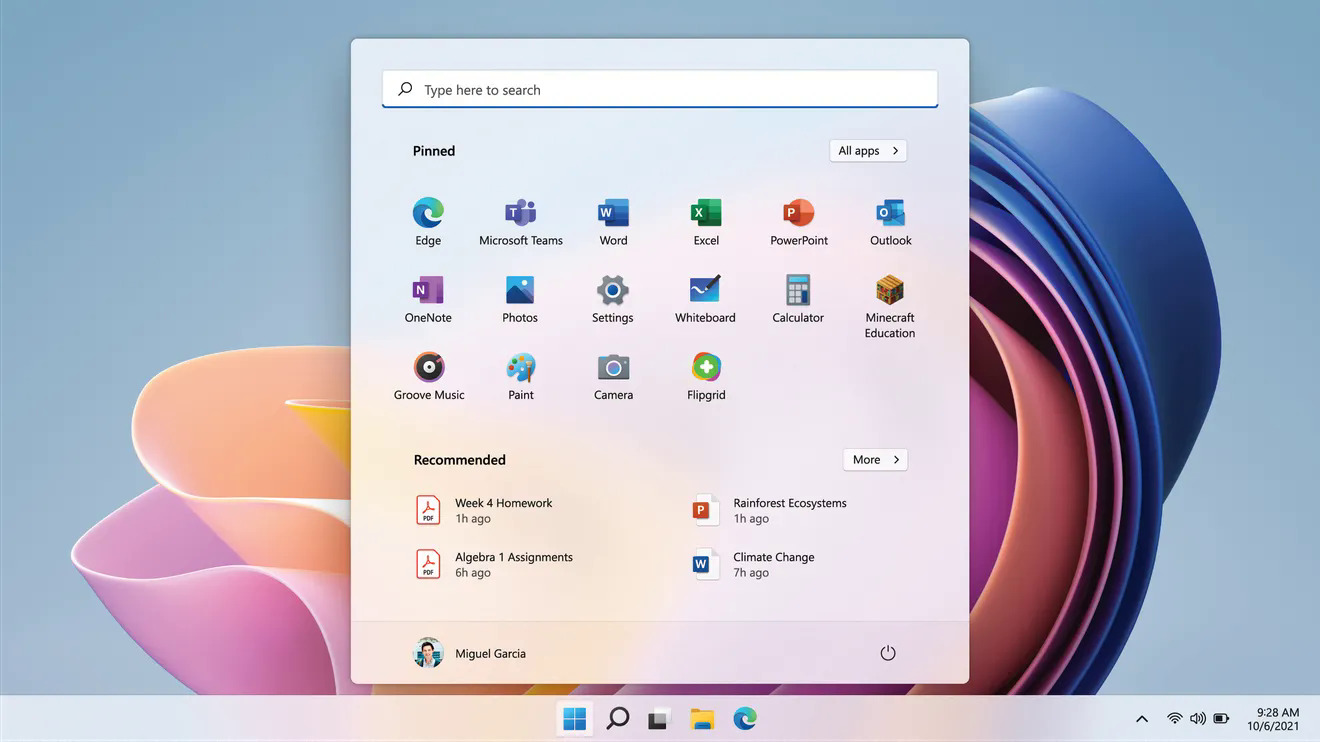 Type here to search
Pinned
All apps
Edge
Microsoft Teams
Word
Excel
PowerPoint
Outlook
OneNote
Photos
Settings
Whiteboard
Calculator
Minecraft
Education
Groove Music
Paint
Camera
Flipgrid
Recommended
More
PDF
Week 4 Homework
1h ago
P
Rainforest Ecosystems
1h ago
PDF
Algebra 1 Assignments
6h ago
W
Climate Change
7h ago
Miguel Garcia
9:28 AM
10/6/2021